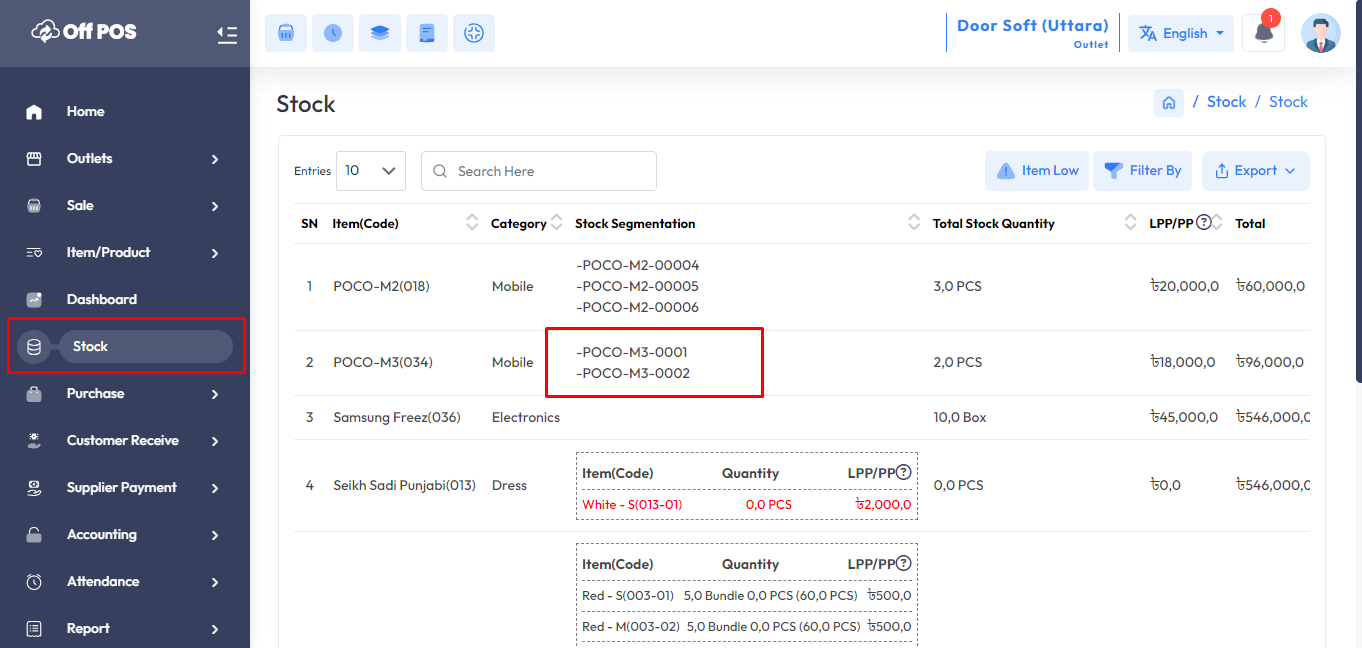 Off POS
Door Soft (Uttara)
Outlet
English
1
Home
Outlets
Sale
Item/Product
Dashboard
Stock
Purchase
Customer Receive
Supplier Payment
Accounting
Attendance
Report
Stock
/ Stock / Stock
Entries 10 Search Here Item Low Filter By Export
SN Item(Code) Category Stock Segmentation Total Stock Quantity LPP/PP Total
1 POCO-M2(018) Mobile -POCO-M2-00004
-POCO-M2-00005
-POCO-M2-00006
3,0 PCS ৳20,000,0 ৳60,000,0
2 POCO-M3(034) Mobile -POCO-M3-0001
-POCO-M3-0002
2,0 PCS ৳18,000,0 ৳96,000,0
3 Samsung Freez(036) Electronics 10,0 Box ৳45,000,0 ৳546,000,0
4 Seikh Sadi Punjabi(013) Dress
Item(Code) Quantity LPP/PP
White - S(013-01) 0,0 PCS ৳2,000,0
0,0 PCS ৳0,0 ৳546,000,0
Item(Code) Quantity LPP/PP
Red - S(003-01) 5,0 Bundle 0,0 PCS (60,0 PCS) ৳500,0
Red - M(003-02) 5,0 Bundle 0,0 PCS (60,0 PCS) ৳500,0